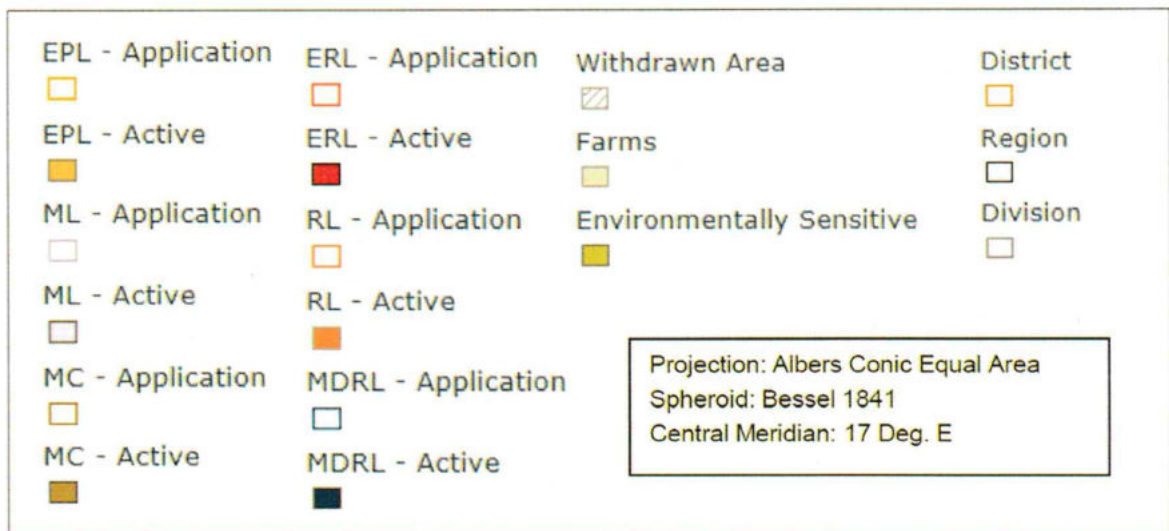 EPL - Application
EPL - Active
ML - Application
ML - Active
MC - Application
MC - Active
ERL - Application
ERL - Active
RL - Application
RL - Active
MDRL - Application
MDRL - Active
Withdrawn Area
Farms
Environmentally Sensitive
District
Region
Division
Projection: Albers Conic Equal Area
Spheroid: Bessel 1841
Central Meridian: 17 Deg. E